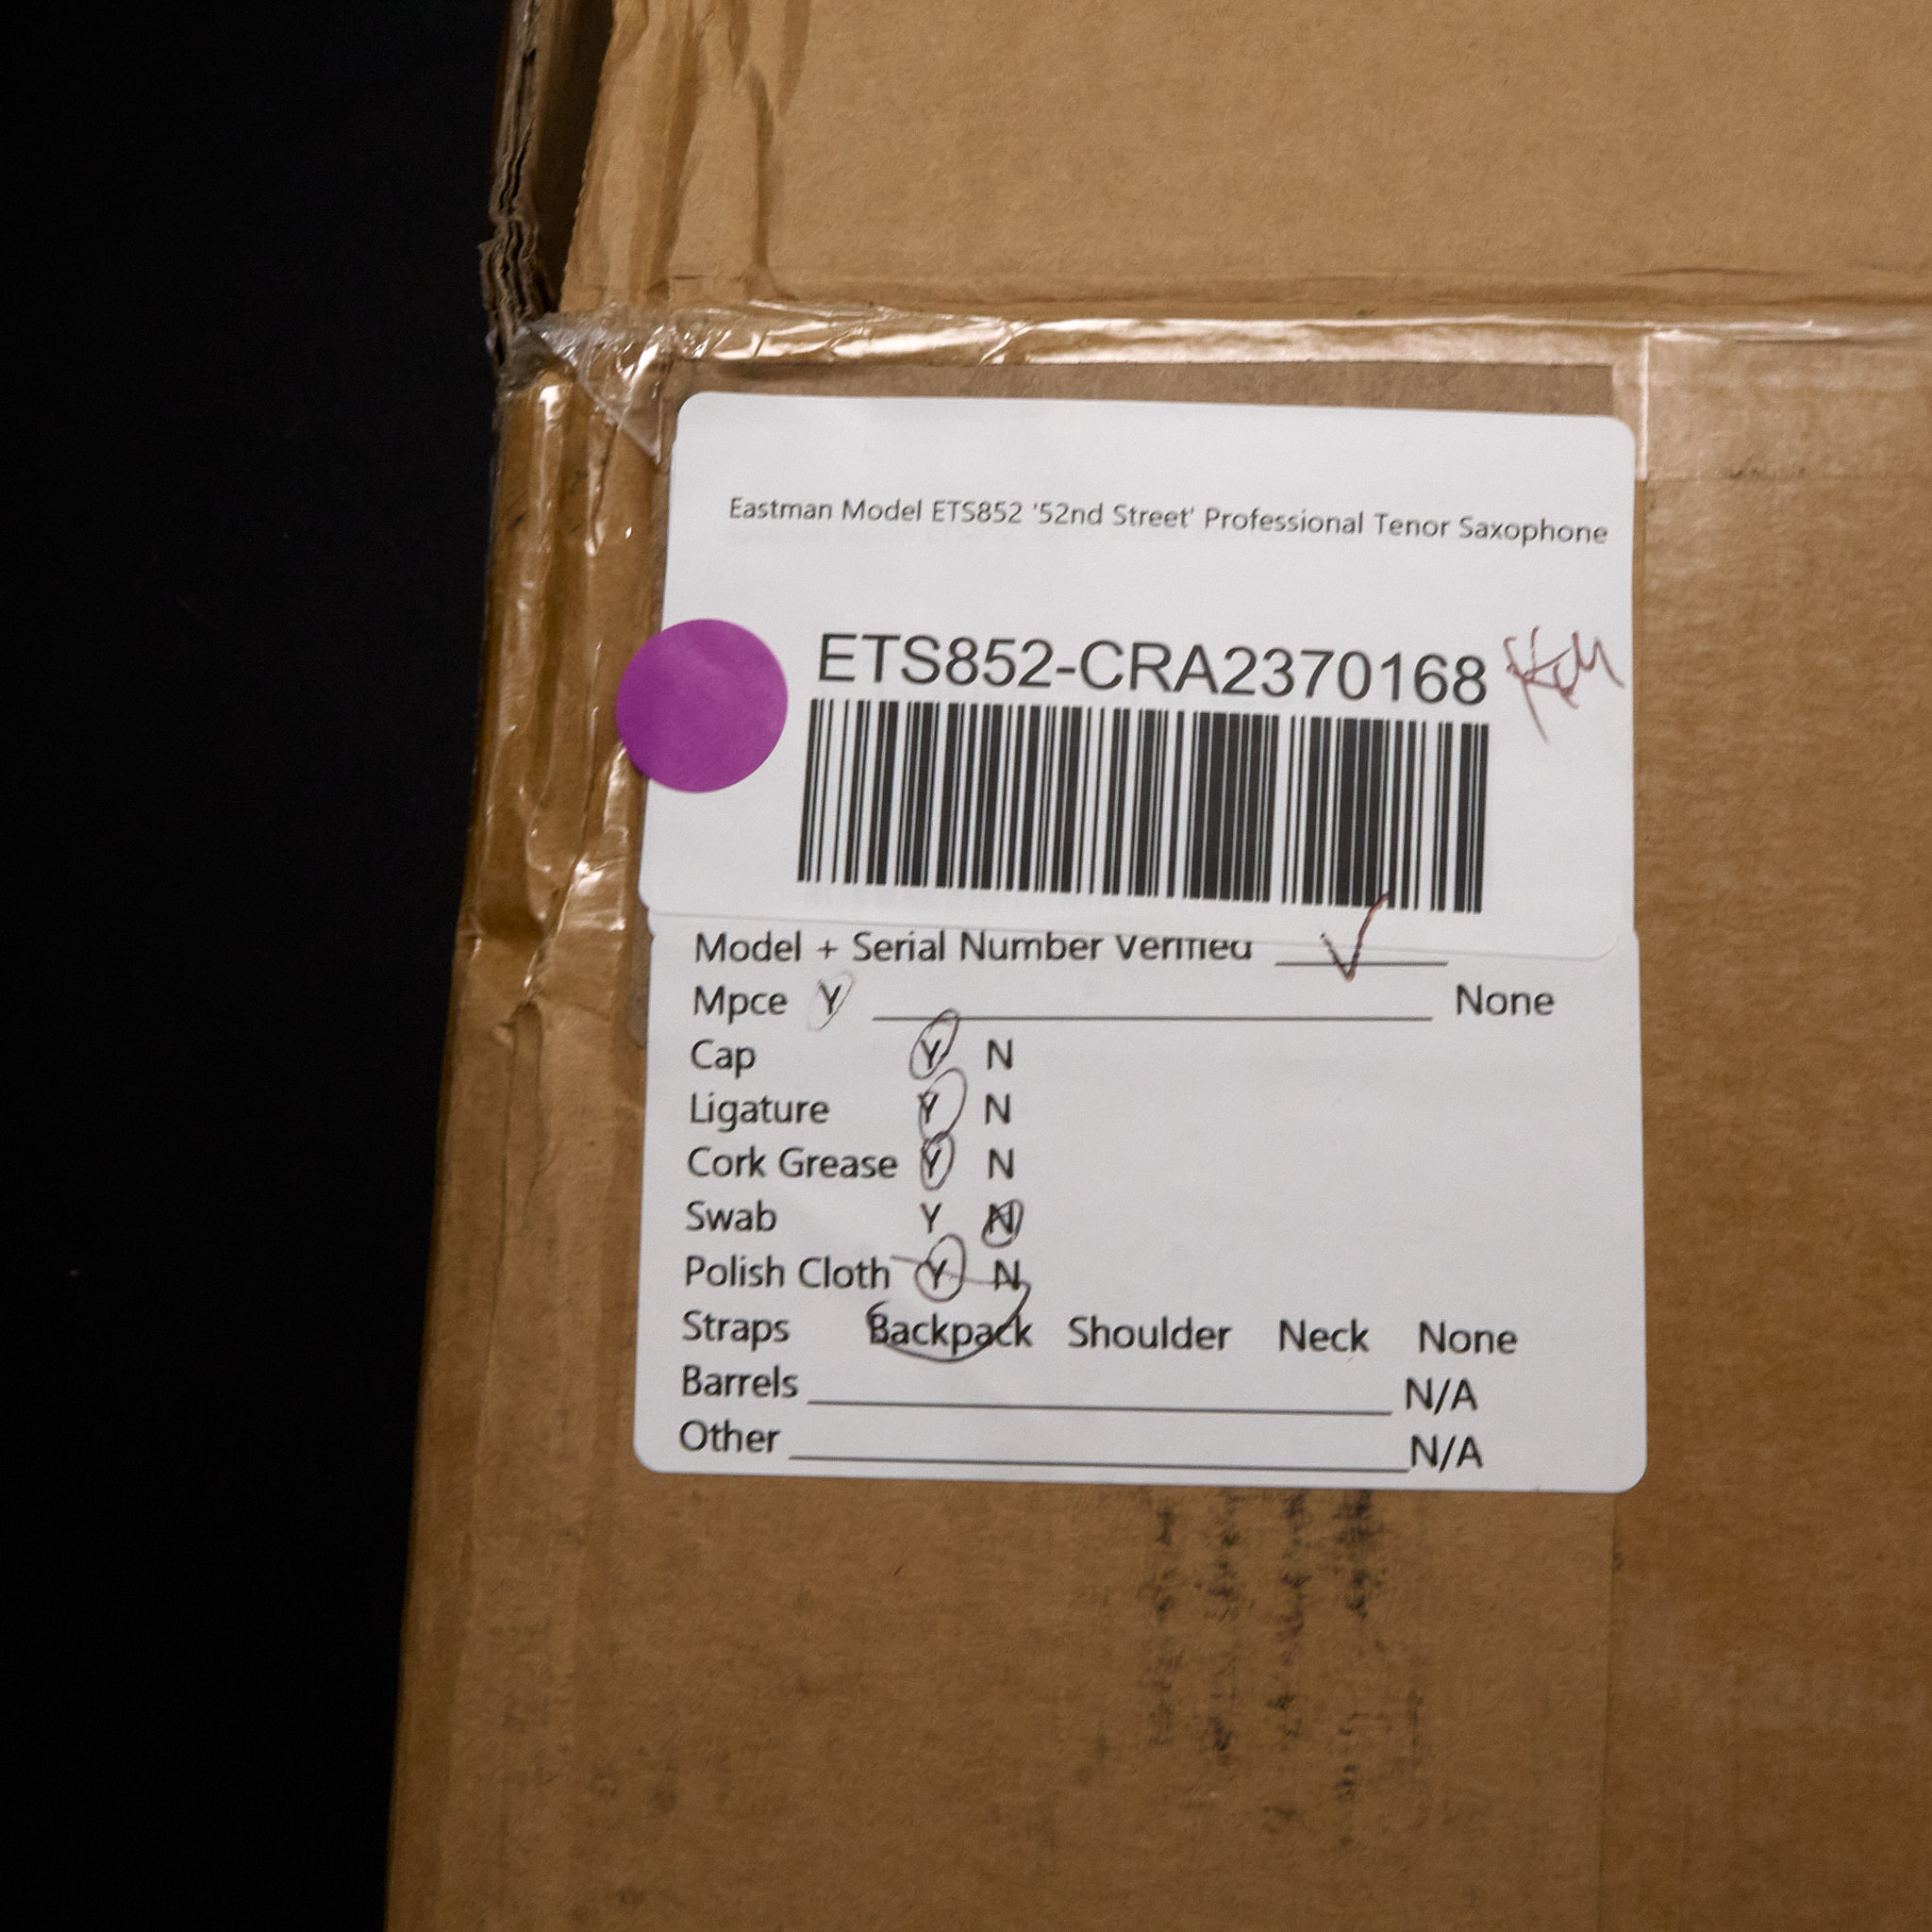 Eastman Model ETS852 '52nd Street' Professional Tenor Saxophone
ETS852-CRA2370168
Model + Serial Number Verified
Mpce Y None
Cap Y N
Ligature Y N
Cork Grease Y N
Swab Y N
Polish Cloth Y N
Straps Backpack Shoulder Neck None
Barrels N/A
Other N/A